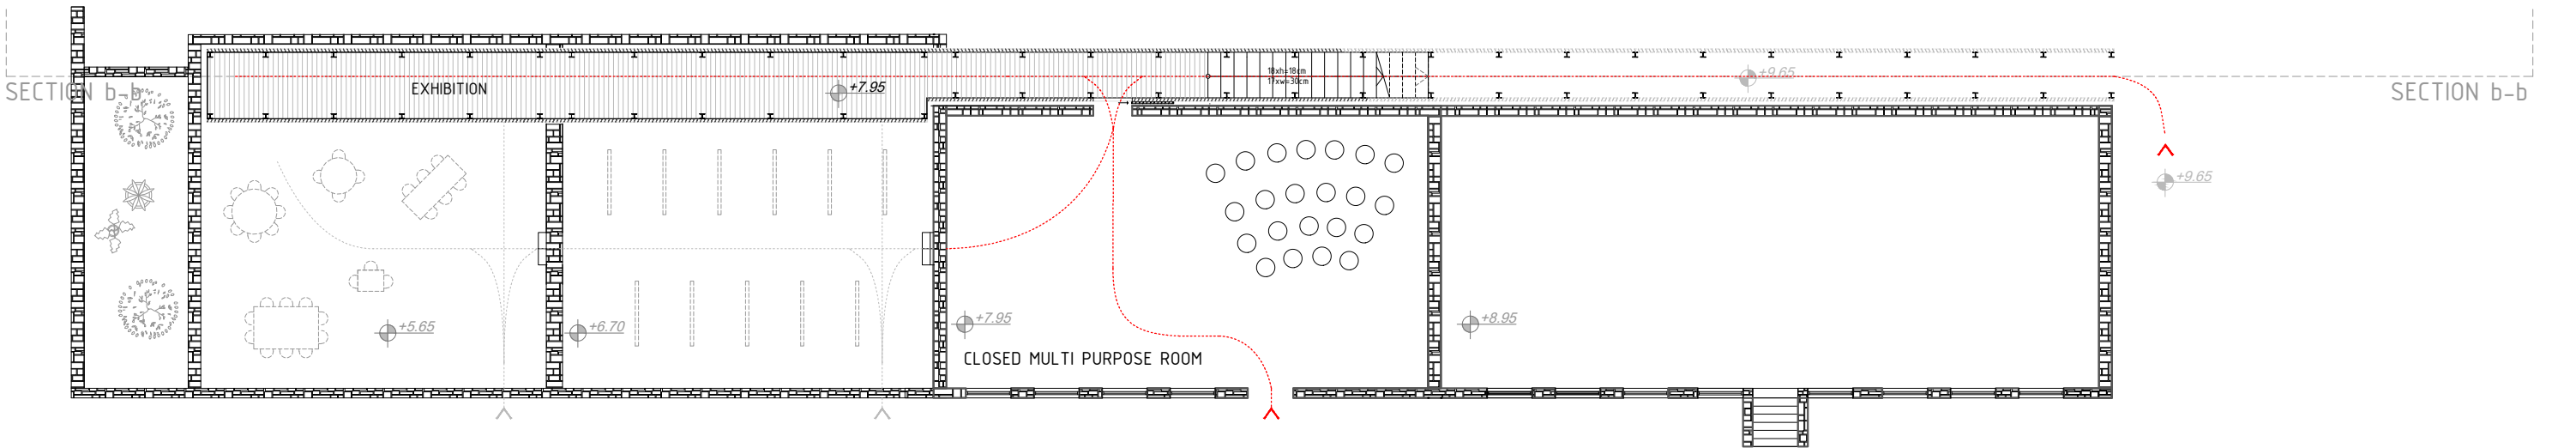 18xh=18cm
+9.65
17xw=30cm
EXHIBITION
+7.95
SECTION b-b
SECTION b-b
+9.65
+5.65
+6.70
+7.95
+8.95
CLOSED MULTI PURPOSE ROOM